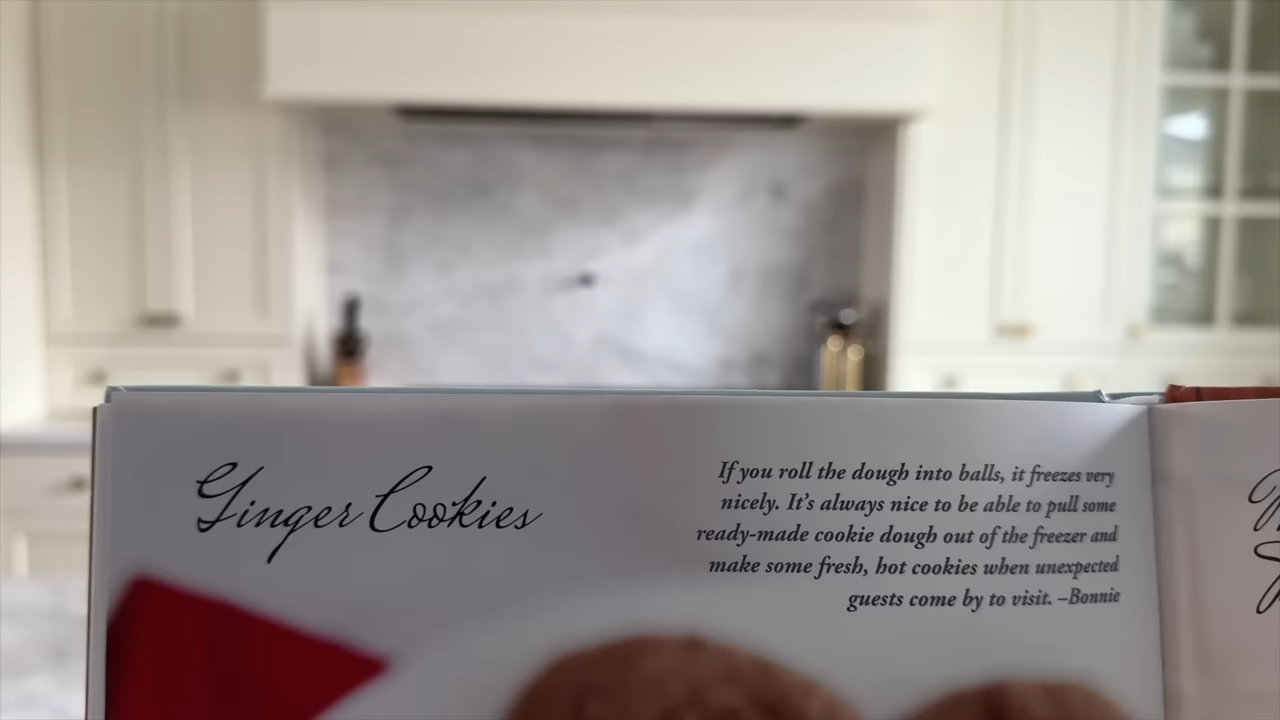 Ginger Cookies
If you roll the dough into balls, it freezes very
nicely. It's always nice to be able to pull some
ready-made cookie dough out of the freezer and
make some fresh, hot cookies when unexpected
guests come by to visit. –Bonnie